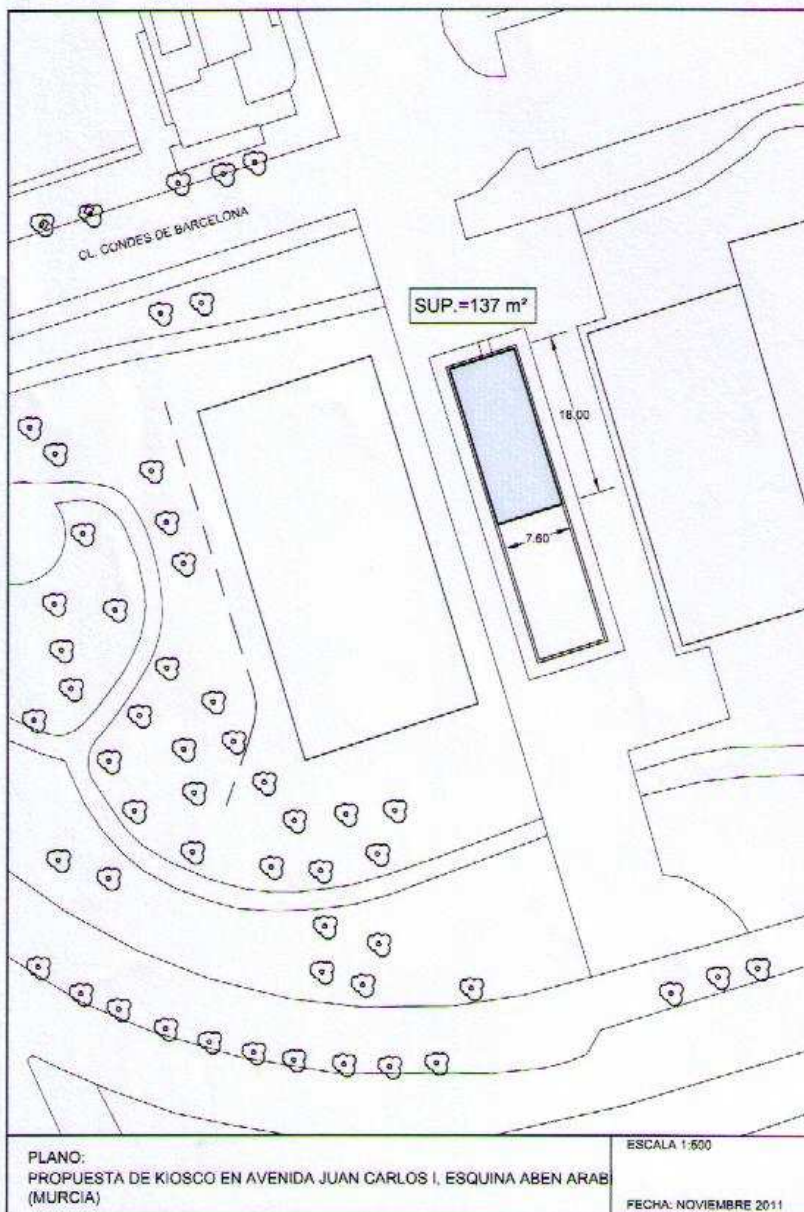 CL. CONDES DE BARCELONA
SUP.=137 m²
18.00
7.60
PLANO:
PROPUESTA DE KIOSCO EN AVENIDA JUAN CARLOS I, ESQUINA ABEN ARABI
(MURCIA)
ESCALA 1:500
FECHA: NOVIEMBRE 2011